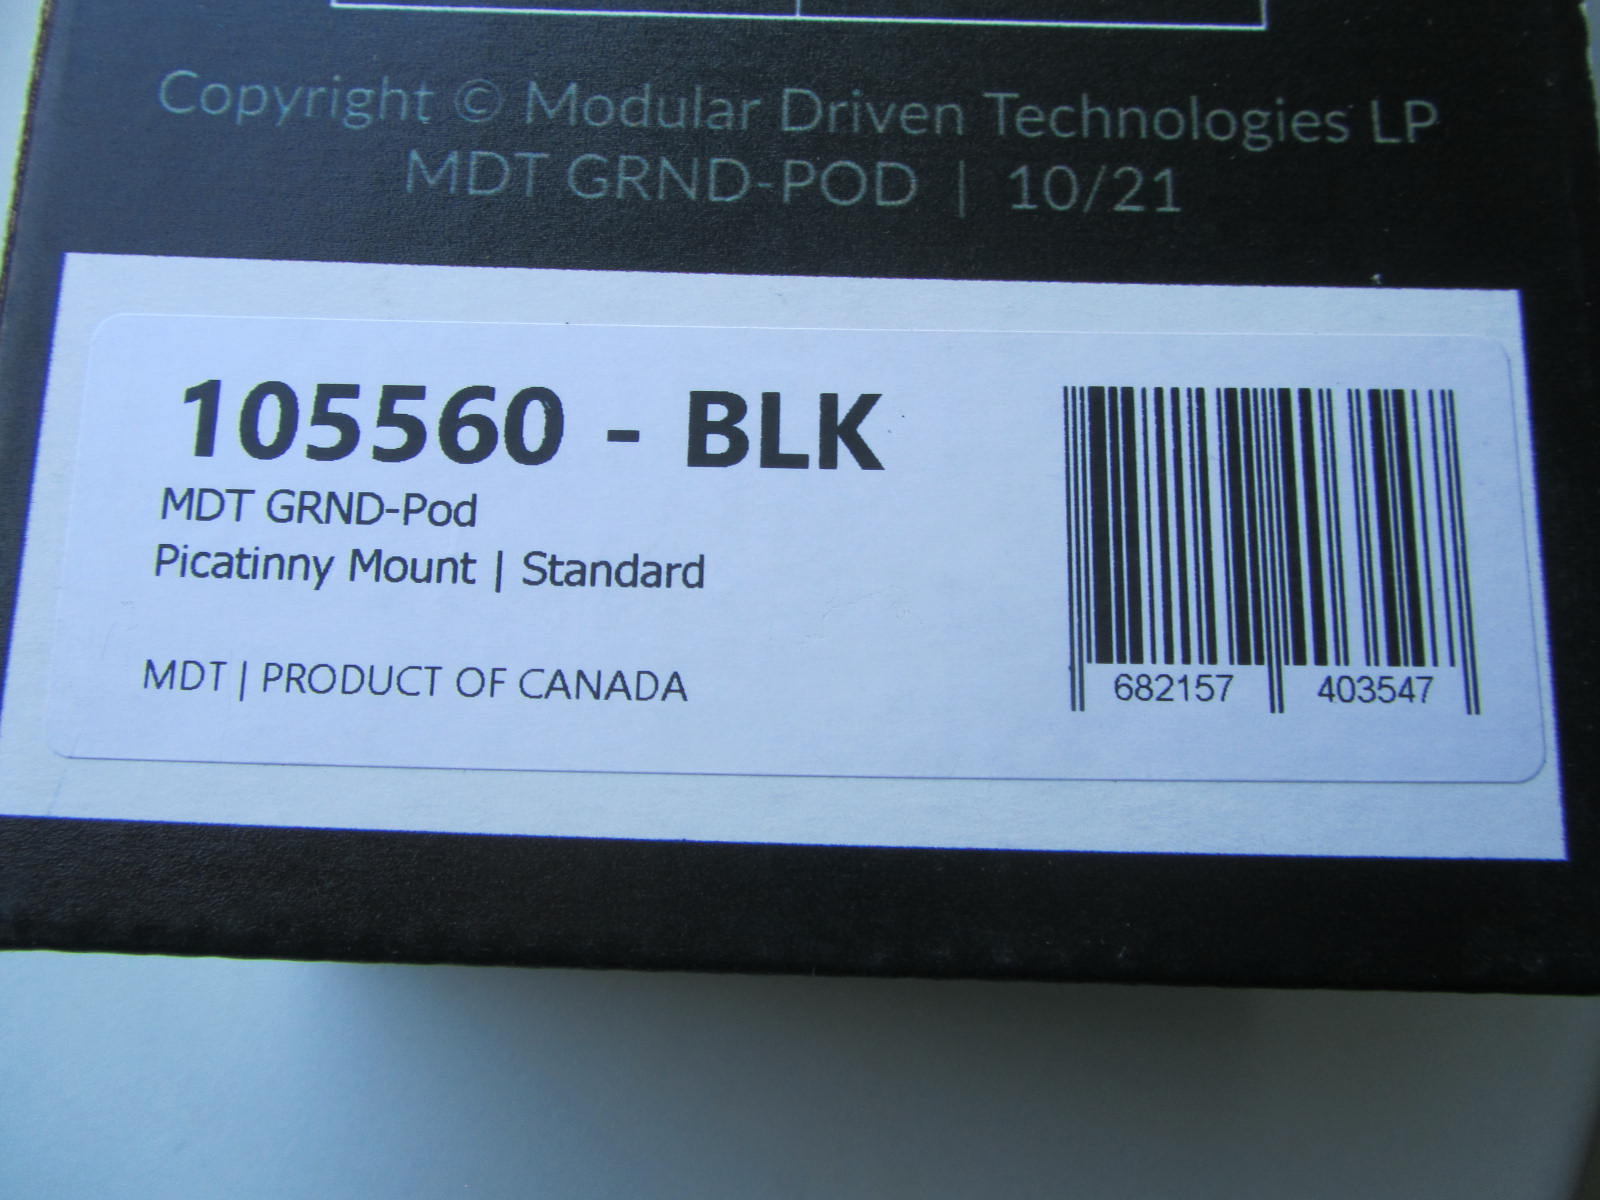 Copyright © Modular Driven Technologies LP
MDT GRND-POD | 10/21
105560 - BLK
MDT GRND-Pod
Picatinny Mount | Standard
MDT | PRODUCT OF CANADA
682157 403547